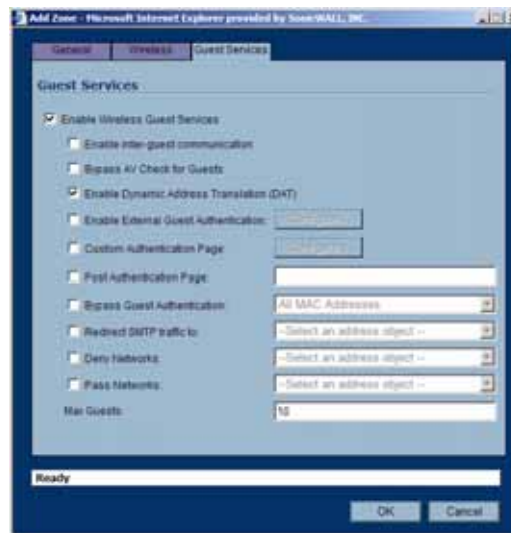 Add Zone - Microsoft Internet Explorer provided by SonicWALL, INC.
General Wireless Guest Services
Guest Services
Enable Wireless Guest Services
Enable inter-guest communication
Bypass AV Check for Guests
Enable Dynamic Address Translation (DAT)
Enable External Guest Authentication:
Custom Authentication Page
Post Authentication Page:
Bypass Guest Authentication: All MAC Addresses
Redirect SMTP traffic to: --Select an address object --
Deny Networks: --Select an address object --
Pass Networks: --Select an address object --
Max Guests: 10
Ready
OK Cancel